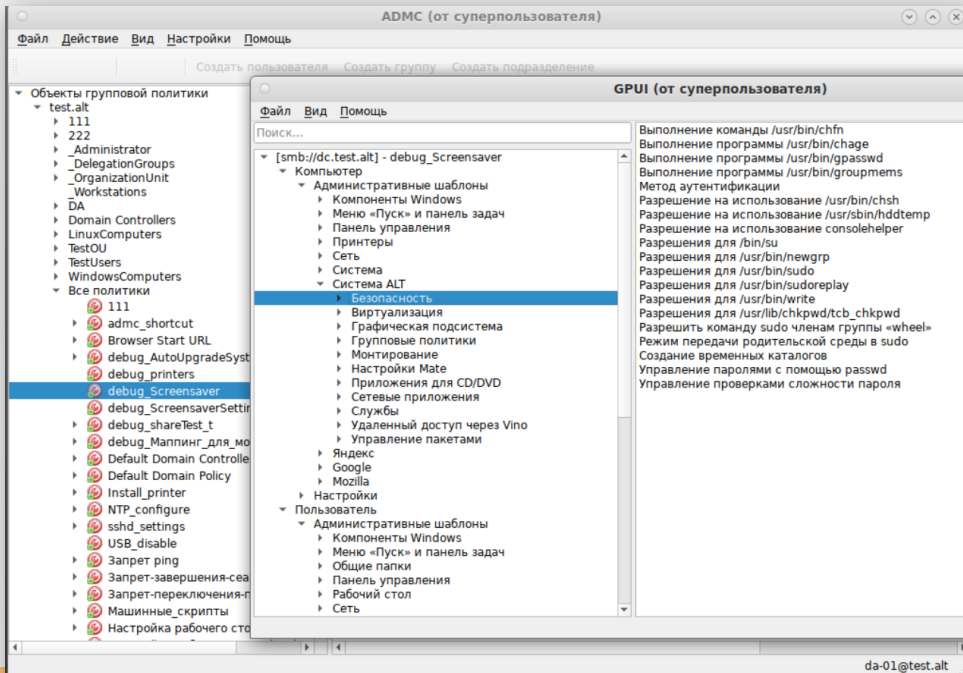 ADMC (от суперпользователя)
Файл Действие Вид Настройки Помощь
Создать пользователя Создать группу Создать подразделение
Объекты групповой политики
test.alt
111
222
_Administrator
_DelegationGroups
_OrganizationUnit
_Workstations
DA
Domain Controllers
LinuxComputers
TestOU
TestUsers
WindowsComputers
Все политики
111
admc_shortcut
Browser Start URL
debug_AutoUpgradeSyst
debug_printers
debug_Screensaver
debug_ScreensaverSettin
debug_shareTest_t
debug_Маппинг_для_мо
Default Domain Controlle
Default Domain Policy
Install_printer
NTP_configure
sshd_settings
USB_disable
Запрет ping
Запрет-завершения-сеа
Запрет-переключения-п
Машинные_скрипты
Настройка рабочего сто
GPUI (от суперпользователя)
Файл Вид Помощь
Поиск...
[smb://dc.test.alt] - debug_Screensaver
Компьютер
Административные шаблоны
Компоненты Windows
Меню «Пуск» и панель задач
Панель управления
Принтеры
Сеть
Система
Система ALT
Безопасность
Виртуализация
Графическая подсистема
Групповые политики
Монтирование
Настройки Mate
Приложения для CD/DVD
Сетевые приложения
Службы
Удаленный доступ через Vino
Управление пакетами
Яндекс
Google
Mozilla
Настройки
Пользователь
Административные шаблоны
Компоненты Windows
Меню «Пуск» и панель задач
Общие папки
Панель управления
Рабочий стол
Сеть
Выполнение команды /usr/bin/chfn
Выполнение программы /usr/bin/chage
Выполнение программы /usr/bin/gpasswd
Выполнение программы /usr/bin/groupmems
Метод аутентификации
Разрешение на использование /usr/bin/chsh
Разрешение на использование /usr/sbin/hddtemp
Разрешение на использование consolehelper
Разрешения для /bin/su
Разрешения для /usr/bin/newgrp
Разрешения для /usr/bin/sudo
Разрешения для /usr/bin/sudoreplay
Разрешения для /usr/bin/write
Разрешения для /usr/lib/chkpwd/tcb_chkpwd
Разрешить команду sudo членам группы «wheel»
Режим передачи родительской среды в sudo
Создание временных каталогов
Управление паролями с помощью passwd
Управление проверками сложности пароля
da-01@test.alt